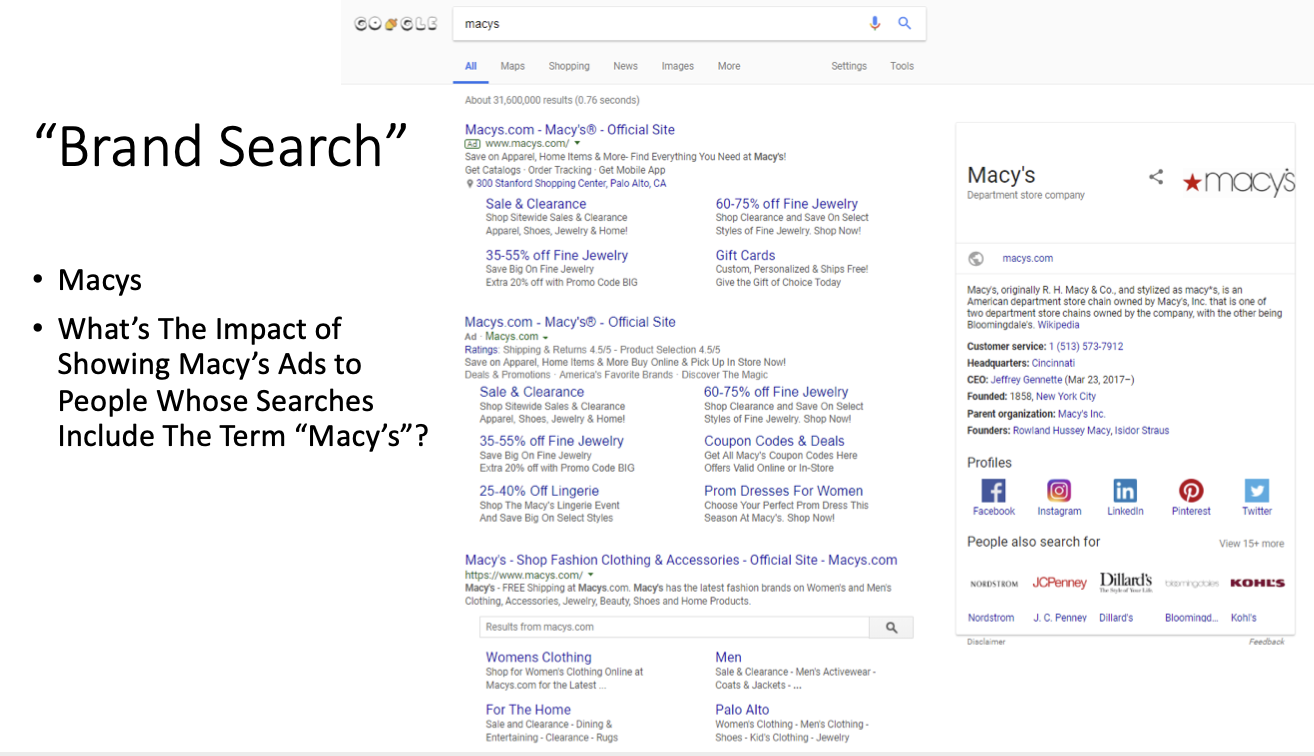 “Brand Search”
• Macys
• What’s The Impact of
Showing Macy’s Ads to
People Whose Searches
Include The Term “Macy’s”?
GOOGLE
macys
All Maps Shopping News Images More Settings Tools
About 31,600,000 results (0.76 seconds)
Macys.com - Macy's® - Official Site
Ad www.macys.com/
Save on Apparel, Home Items & More- Find Everything You Need at Macy's!
Get Catalogs · Order Tracking · Get Mobile App
300 Stanford Shopping Center, Palo Alto, CA
Sale & Clearance
Shop Sitewide Sales & Clearance
Apparel, Shoes, Jewelry & Home!
60-75% off Fine Jewelry
Shop Clearance and Save On Select
Styles of Fine Jewelry. Shop Now!
35-55% off Fine Jewelry
Save Big On Fine Jewelry
Extra 20% off with Promo Code BIG
Gift Cards
Custom, Personalized & Ships Free!
Give the Gift of Choice Today
Macys.com - Macy's® - Official Site
Ad · Macys.com
Ratings: Shipping & Returns 4.5/5 - Product Selection 4.5/5
Save on Apparel, Home Items & More Buy Online & Pick Up In Store Now!
Deals & Promotions · America's Favorite Brands · Discover The Magic
Sale & Clearance
Shop Sitewide Sales & Clearance
Apparel, Shoes, Jewelry & Home!
60-75% off Fine Jewelry
Shop Clearance and Save On Select
Styles of Fine Jewelry. Shop Now!
35-55% off Fine Jewelry
Save Big On Fine Jewelry
Extra 20% off with Promo Code BIG
Coupon Codes & Deals
Get All Macy's Coupon Codes Here
Offers Valid Online or In-Store
25-40% Off Lingerie
Shop The Macy's Lingerie Event
And Save Big On Select Styles
Prom Dresses For Women
Choose Your Perfect Prom Dress This
Season At Macy's. Shop Now!
Macy's - Shop Fashion Clothing & Accessories - Official Site - Macys.com
https://www.macys.com/
Macy's - FREE Shipping at Macys.com. Macy's has the latest fashion brands on Women's and Men's
Clothing, Accessories, Jewelry, Beauty, Shoes and Home Products.
Results from macys.com
Womens Clothing
Shop for Women's Clothing Online at
Macys.com for the Latest ...
Men
Sale & Clearance - Men's Activewear -
Coats & Jackets - ...
For The Home
Sale and Clearance - Dining &
Entertaining - Clearance - Rugs
Palo Alto
Women's Clothing - Men's Clothing -
Shoes - Kid's Clothing - Jewelry
Macy's
Department store company
macy's
macys.com
Macy's, originally R. H. Macy & Co., and stylized as macy*s, is an
American department store chain owned by Macy's, Inc. that is one of
two department store chains owned by the company, with the other being
Bloomingdale's. Wikipedia
Customer service: 1 (513) 573-7912
Headquarters: Cincinnati
CEO: Jeffrey Gennette (Mar 23, 2017–)
Founded: 1858, New York City
Parent organization: Macy's Inc.
Founders: Rowland Hussey Macy, Isidor Straus
Profiles
Facebook Instagram LinkedIn Pinterest Twitter
People also search for View 15+ more
NORDSTROM JCPenney Dillard's bloomingdales KOHL'S
The Style of Your Life.
Nordstrom J. C. Penney Dillard's Bloomingd... Kohl's
Disclaimer Feedback